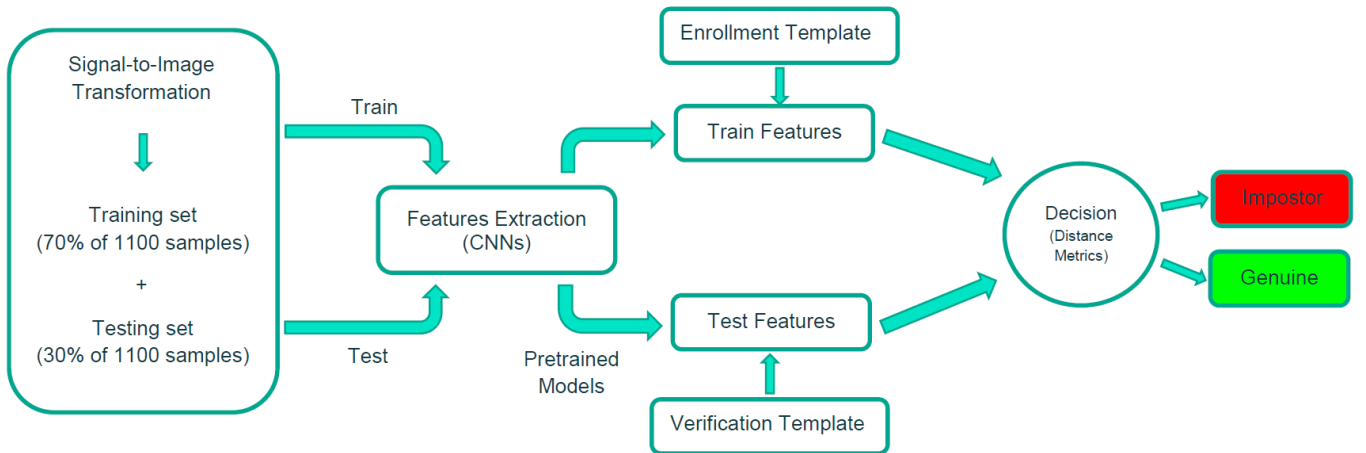 Signal-to-Image
Transformation
Training set
(70% of 1100 samples)
+
Testing set
(30% of 1100 samples)
Train
Test
Features Extraction
(CNNs)
Pretrained
Models
Enrollment Template
Train Features
Test Features
Verification Template
Decision
(Distance
Metrics)
Impostor
Genuine